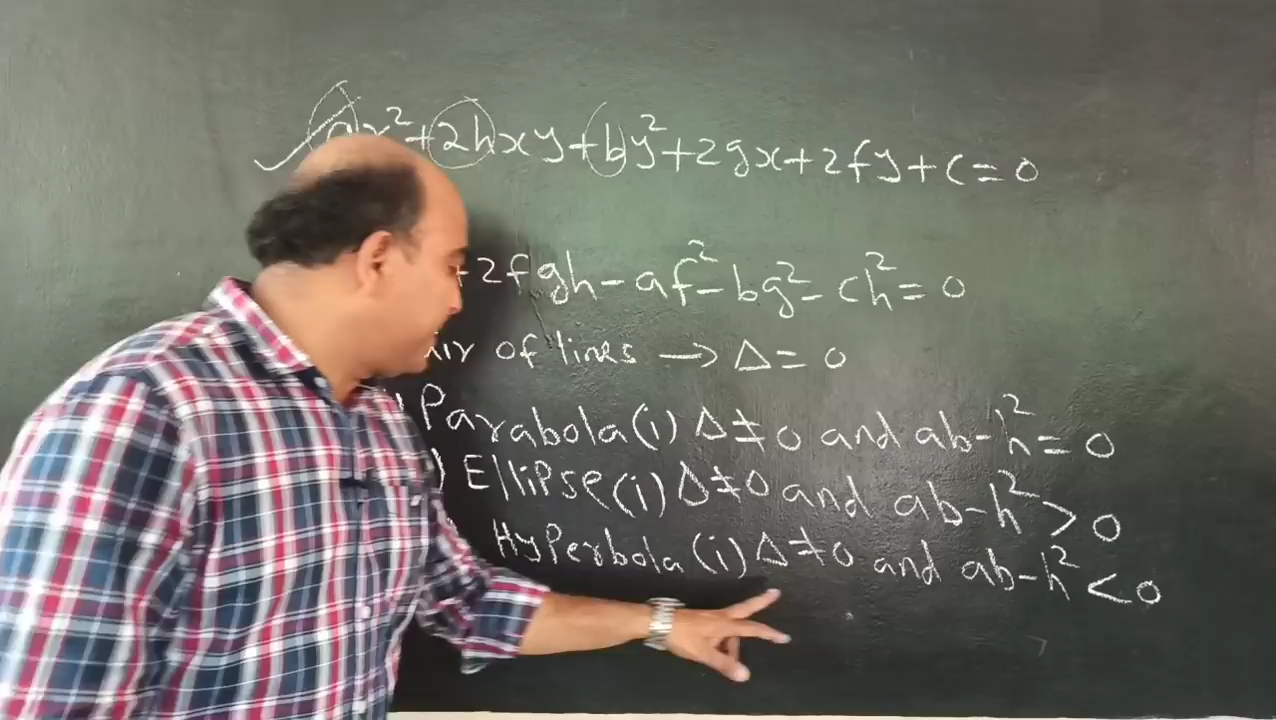 ax²+2hxy+by²+2gx+2fy+c=0
+2fgh-af²-bg²-ch²=0
air of lines → Δ=0
) Parabola(i) Δ≠0 and ab-h²=0
) Ellipse(i) Δ≠0 and ab-h²>0
Hyperbola(i) Δ≠0 and ab-h²<0